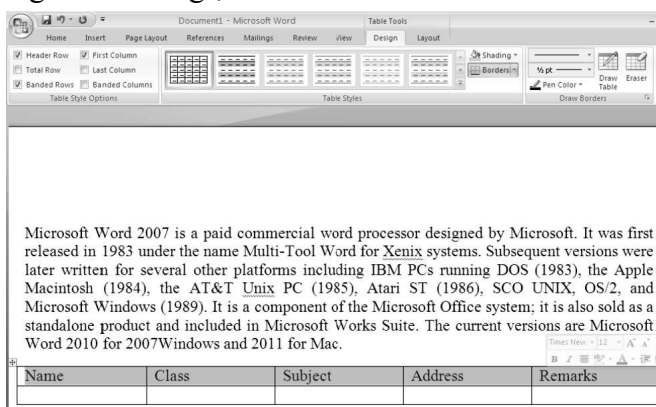 Document1 - Microsoft Word
Table Tools
Home Insert Page Layout References Mailings Review View Design Layout
Header Row First Column
Total Row Last Column
Banded Rows Banded Columns
Table Style Options
Table Styles
Shading
Borders
½ pt
Pen Color
Draw Table
Eraser
Draw Borders
Microsoft Word 2007 is a paid commercial word processor designed by Microsoft. It was first
released in 1983 under the name Multi-Tool Word for Xenix systems. Subsequent versions were
later written for several other platforms including IBM PCs running DOS (1983), the Apple
Macintosh (1984), the AT&T Unix PC (1985), Atari ST (1986), SCO UNIX, OS/2, and
Microsoft Windows (1989). It is a component of the Microsoft Office system; it is also sold as a
standalone product and included in Microsoft Works Suite. The current versions are Microsoft
Word 2010 for 2007Windows and 2011 for Mac.
Times New 12 A A
B I A
Name Class Subject Address Remarks